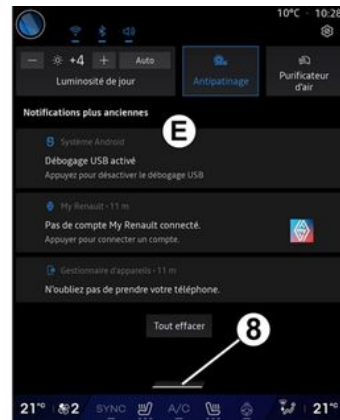 10°C · 10:28
— +4 + Auto
Luminosité de jour
Antipatinage
Purificateur
d'air
Notifications plus anciennes
E
Système Android
Débogage USB activé
Appuyez pour désactiver le débogage USB
My Renault · 11 m
Pas de compte My Renault connecté.
Appuyer pour connecter un compte.
Gestionnaire d'appareils · 11 m
N'oubliez pas de prendre votre téléphone.
Tout effacer
8
21° 2 SYNC A/C 21°